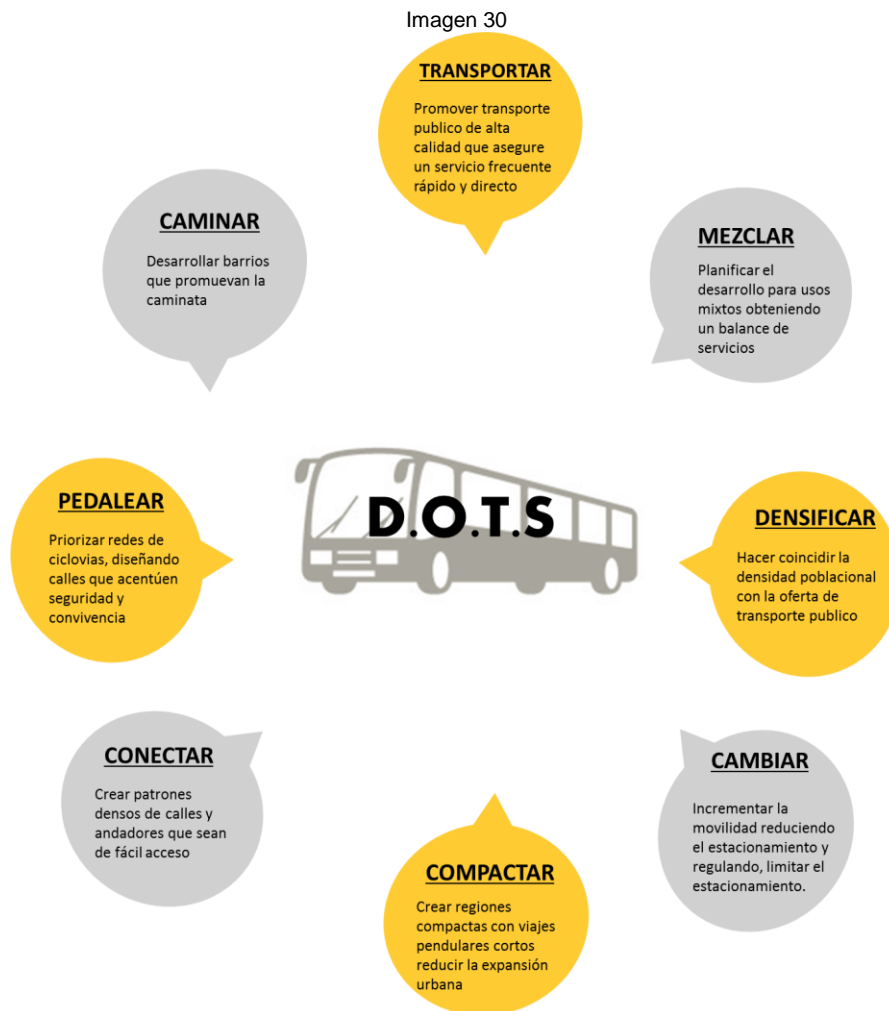 Imagen 30
TRANSPORTAR
Promover transporte
publico de alta
calidad que asegure
un servicio frecuente
rápido y directo
CAMINAR
Desarrollar barrios
que promuevan la
caminata
MEZCLAR
Planificar el
desarrollo para usos
mixtos obteniendo
un balance de
servicios
PEDALEAR
Priorizar redes de
ciclovias, diseñando
calles que acentúen
seguridad y
convivencia
D.O.T.S
DENSIFICAR
Hacer coincidir la
densidad poblacional
con la oferta de
transporte publico
CONECTAR
Crear patrones
densos de calles y
andadores que sean
de fácil acceso
CAMBIAR
Incrementar la
movilidad reduciendo
el estacionamiento y
regulando, limitar el
estacionamiento.
COMPACTAR
Crear regiones
compactas con viajes
pendulares cortos
reducir la expansión
urbana